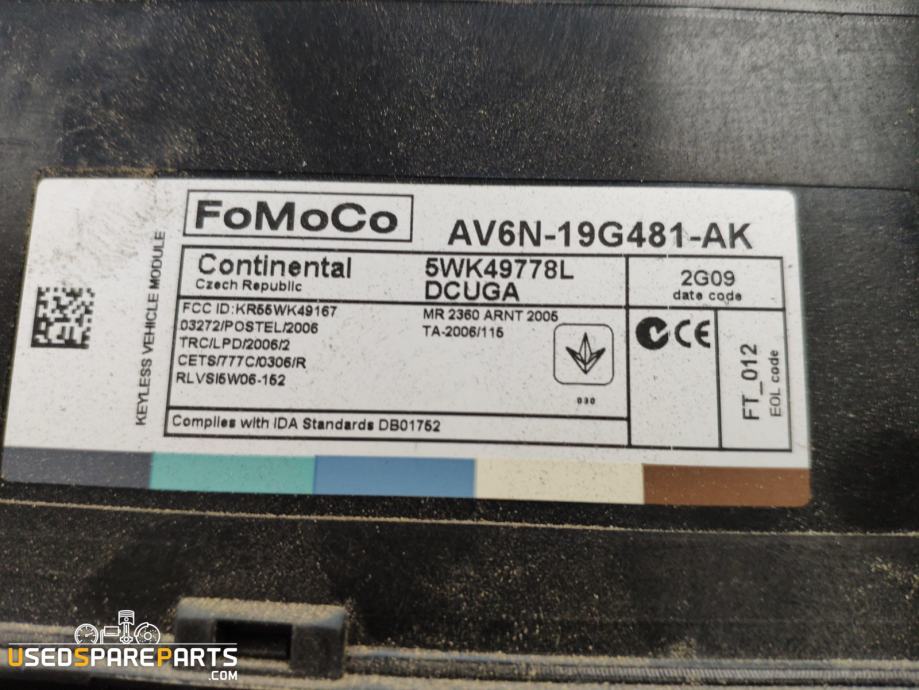 FoMoCo
AV6N-19G481-AK
KEYLESS VEHICLE MODULE
Continental
Czech Republic
5WK49778L
DCUGA
2G09
date code
FCC ID:KR55WK49167
03272/POSTEL/2006
TRC/LPD/2006/2
CETS/777C/0306/R
RLVSI5W06-152
MR 2360 ARNT 2005
TA-2006/115
030
CE
FT_012
EOL code
Complies with IDA Standards DB01752
USEDSPAREPARTS
.COM